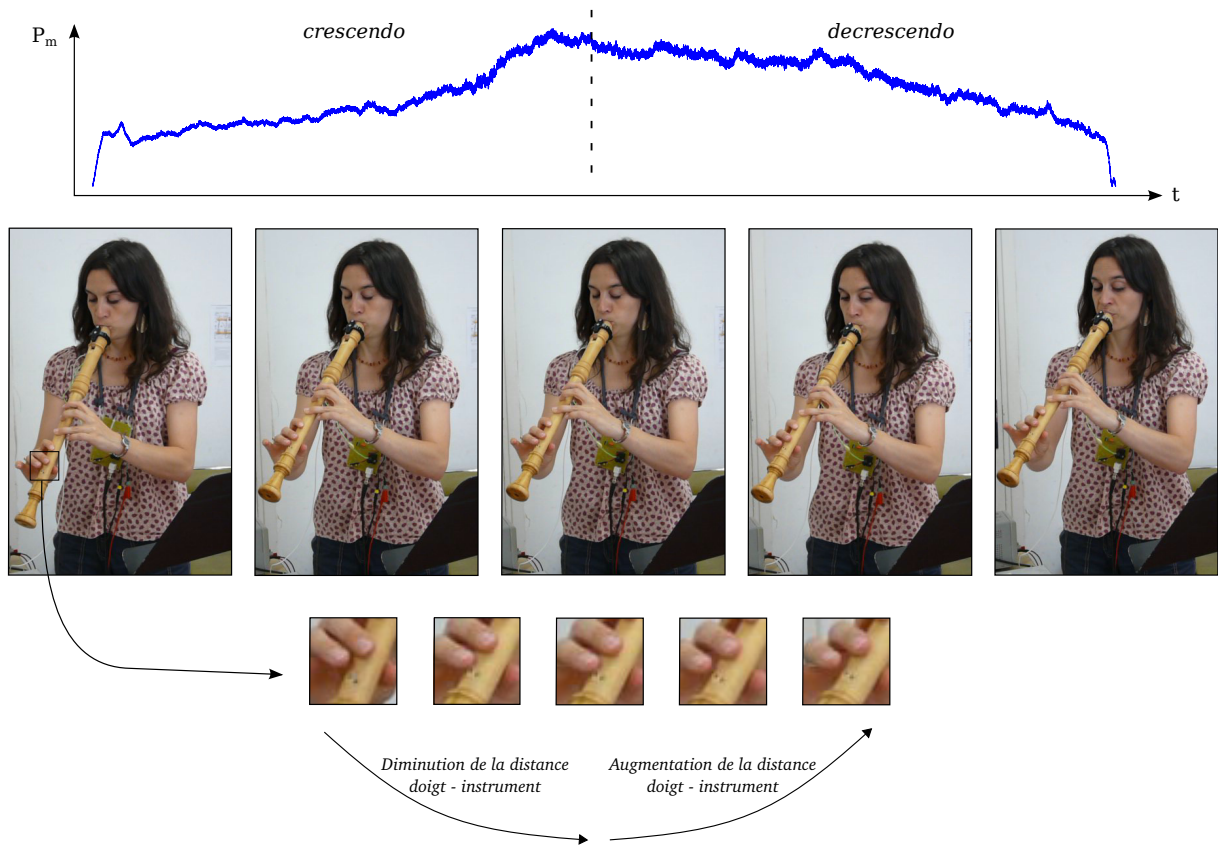 crescendo
decrescendo
Pm
t
Diminution de la distance
doigt - instrument
Augmentation de la distance
doigt - instrument